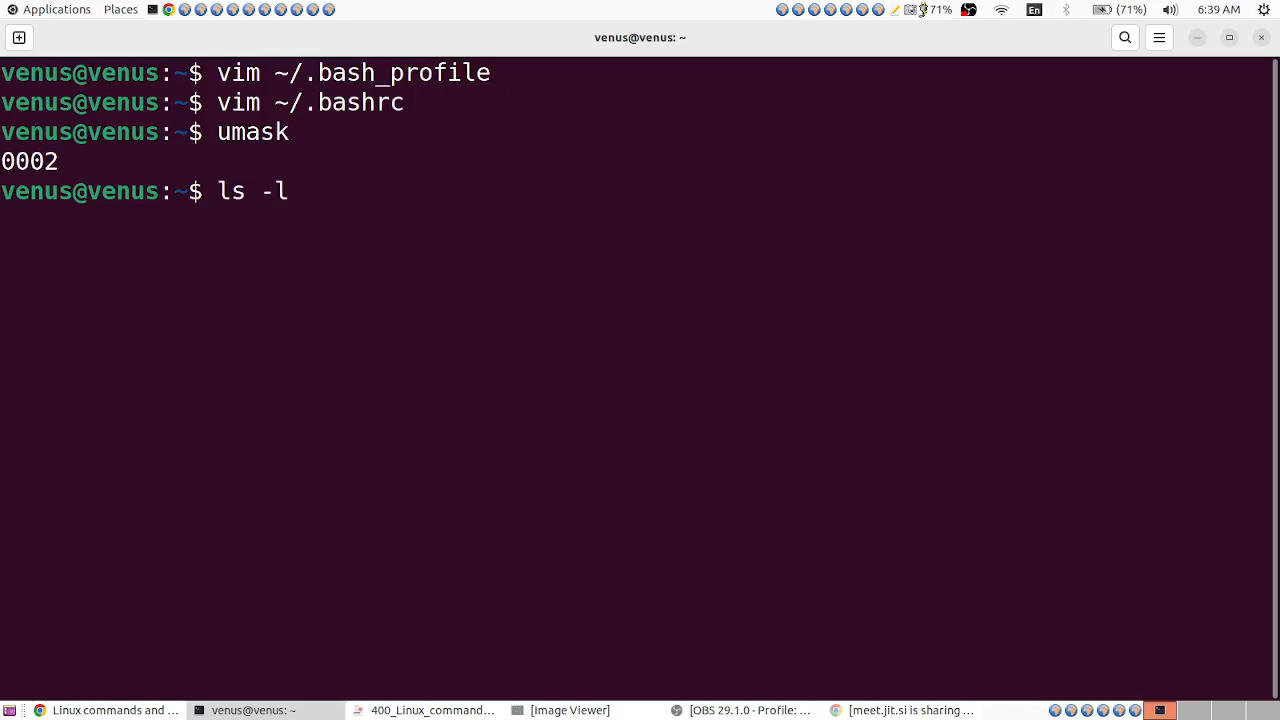 Applications Places 71% En (71%) 6:39 AM
venus@venus: ~
venus@venus:~$ vim ~/.bash_profile
venus@venus:~$ vim ~/.bashrc
venus@venus:~$ umask
0002
venus@venus:~$ ls -l
Linux commands and ... venus@venus: ~ 400_Linux_command... [Image Viewer] [OBS 29.1.0 - Profile: ... [meet.jit.si is sharing ...